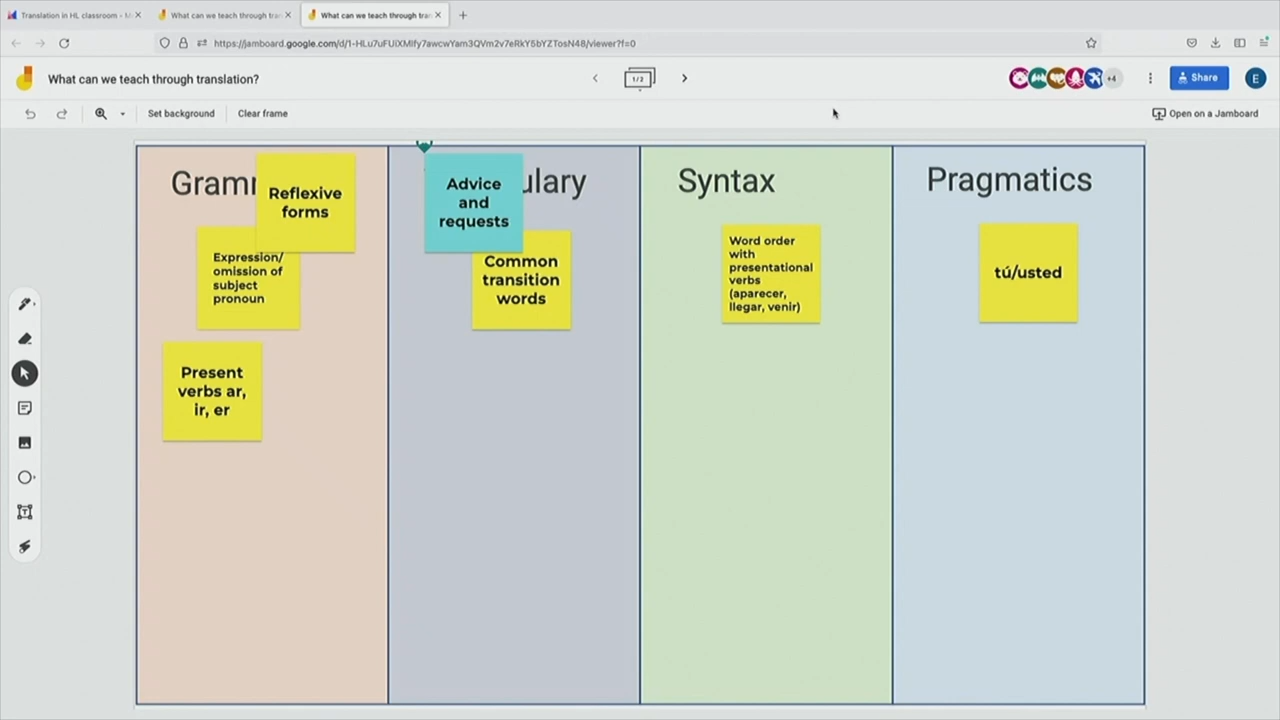 Translation in HL classroom
What can we teach through tran
What can we teach through tran
https://jamboard.google.com/d/1-HLu7uFUiXMlfy7awcwYam3QVm2v7eRkY5bYZTosN48/viewer?f=0
What can we teach through translation?
1/2
+4
Share
E
Set background
Clear frame
Open on a Jamboard
Gram
Reflexive
forms
Expression/
omission of
subject
pronoun
Present
verbs ar,
ir, er
ulary
Advice
and
requests
Common
transition
words
Syntax
Word order
with
presentational
verbs
(aparecer,
llegar, venir)
Pragmatics
tú/usted